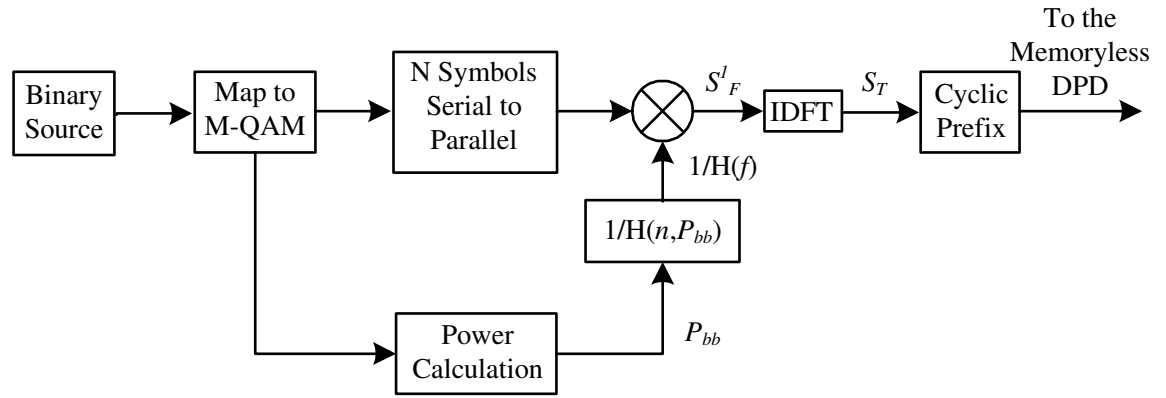 To the
Memoryless
DPD
Binary
Source
Map to
M-QAM
N Symbols
Serial to
Parallel
S^1_F
IDFT
S_T
Cyclic
Prefix
1/H(f)
1/H(n,P_bb)
Power
Calculation
P_bb